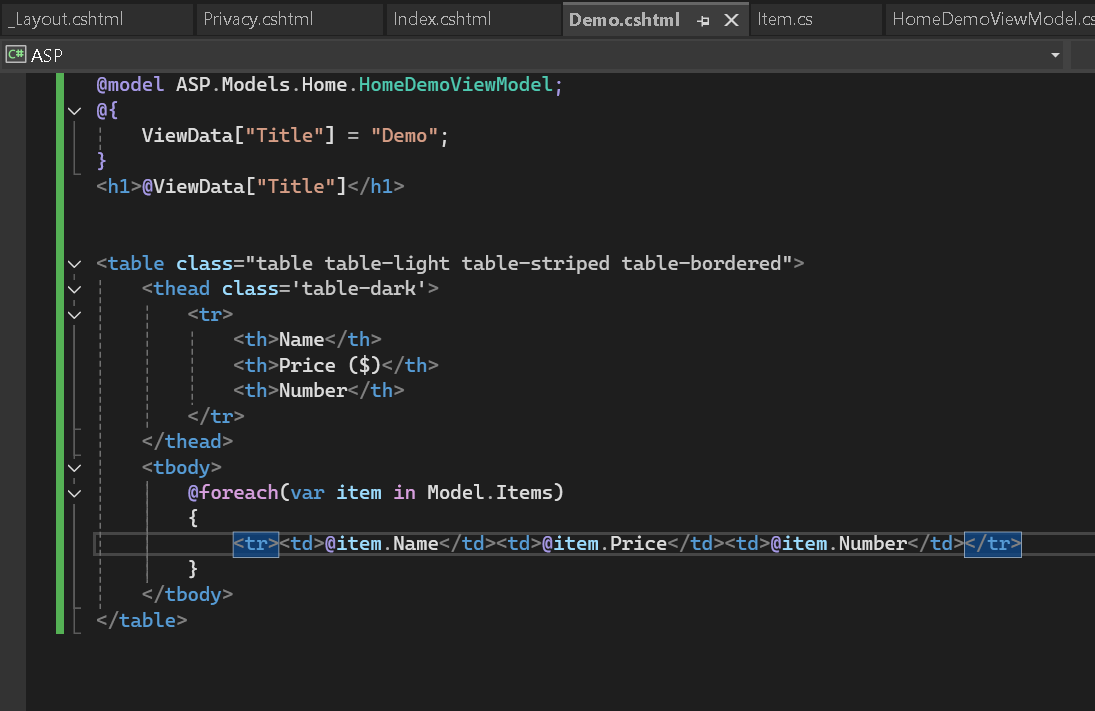 _Layout.cshtml Privacy.cshtml Index.cshtml Demo.cshtml Item.cs HomeDemoViewModel.cs
C# ASP
@model ASP.Models.Home.HomeDemoViewModel;
@{
ViewData["Title"] = "Demo";
}
<h1>@ViewData["Title"]</h1>
<table class="table table-light table-striped table-bordered">
<thead class='table-dark'>
<tr>
<th>Name</th>
<th>Price ($)</th>
<th>Number</th>
</tr>
</thead>
<tbody>
@foreach(var item in Model.Items)
{
<tr><td>@item.Name</td><td>@item.Price</td><td>@item.Number</td></tr>
}
</tbody>
</table>